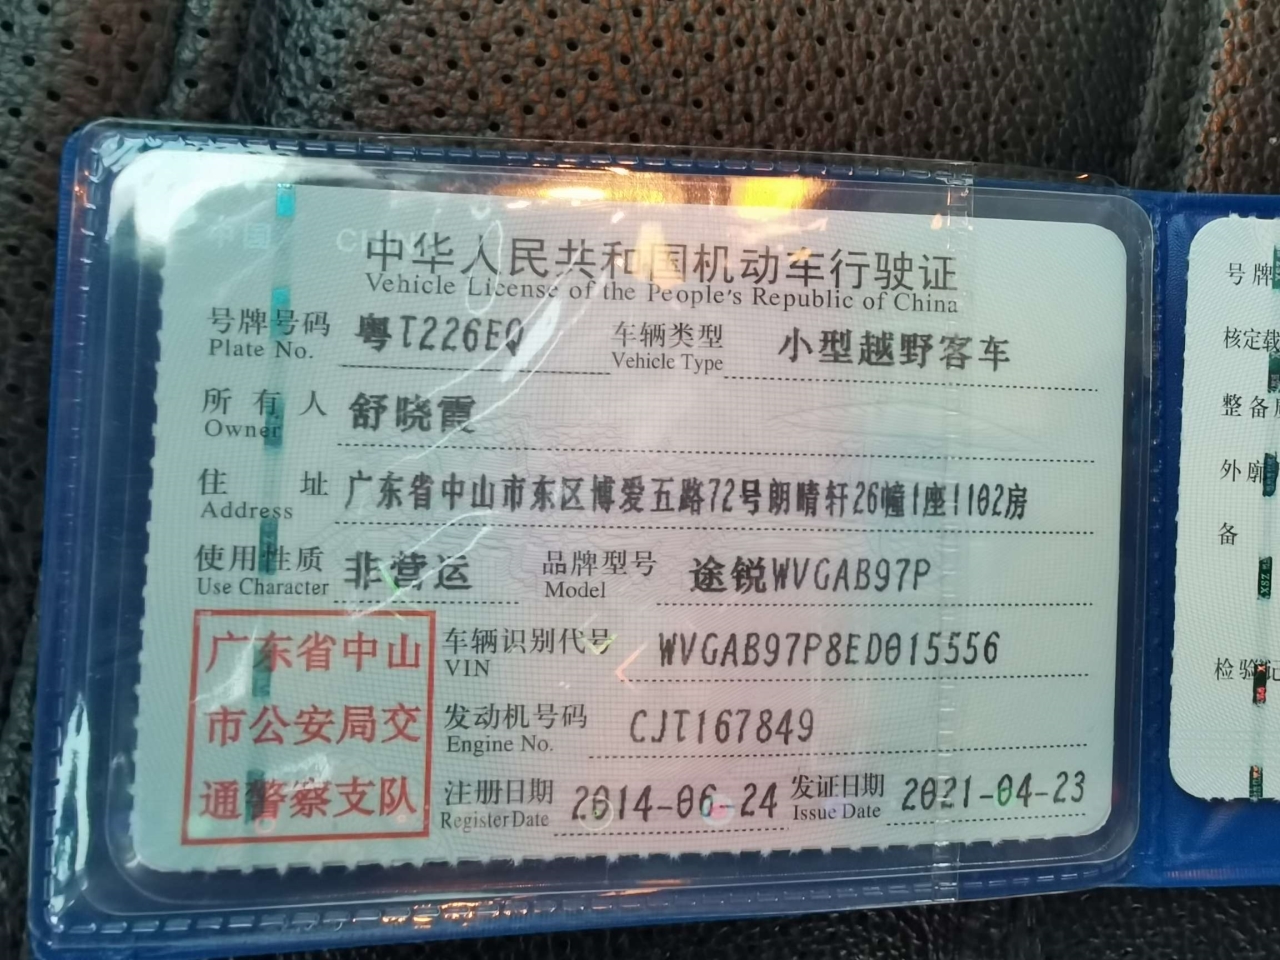 中国 CHINA
中华人民共和国机动车行驶证
Vehicle License of the People's Republic of China
号牌号码 粤T226EQ 车辆类型 小型越野客车
Plate No. Vehicle Type
所有人 舒晓霞
Owner
住址 广东省中山市东区博爱五路72号朗晴轩26幢1座1102房
Address
使用性质 非营运 品牌型号 途锐WVGAB97P
Use Character Model
广东省中山
市公安局交
通警察支队
车辆识别代号 WVGAB97P8ED015556
VIN
发动机号码 CJT167849
Engine No.
注册日期 2014-06-24 发证日期 2021-04-23
Register Date Issue Date
号牌
核定载
整备
外廓
备
检验记